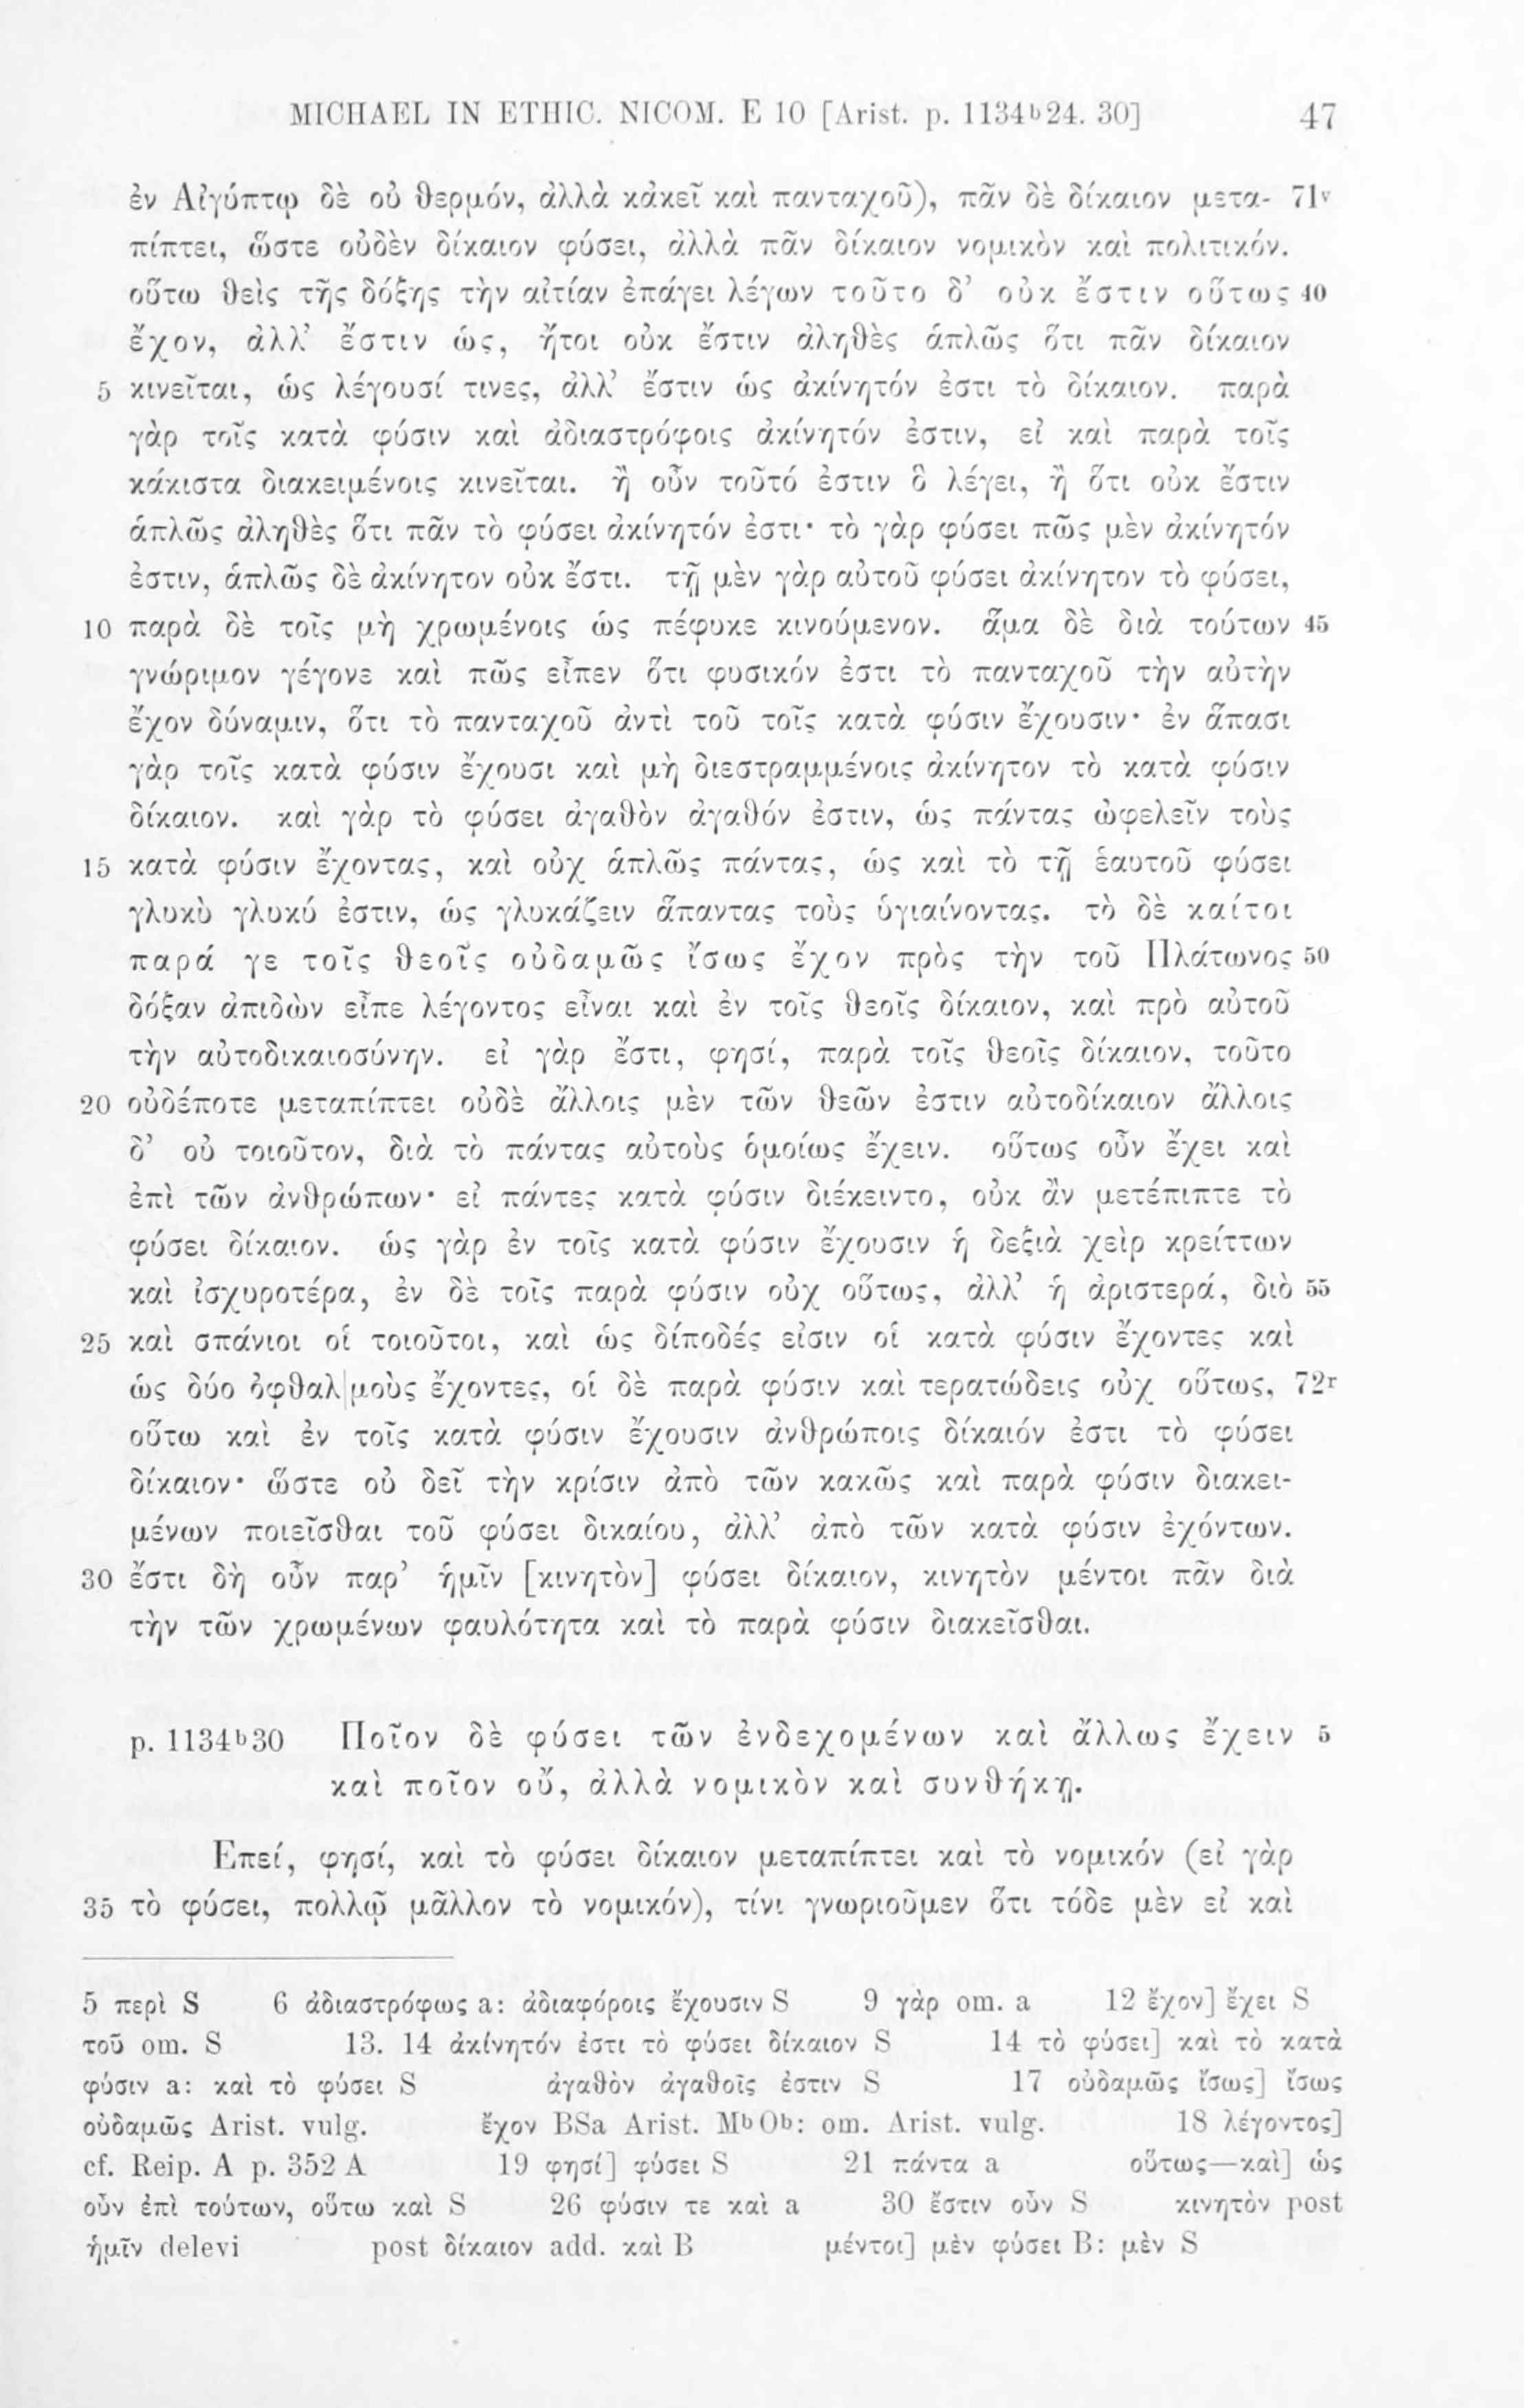 MICHAEL IN ETHIC. NICOM. E 10 [Arist. p. 1134b24. 30] 47
ἐν Αἰγύπτῳ δὲ οὐ θερμόν, ἀλλὰ κἀκεῖ καὶ πανταχοῦ), πᾶν δὲ δίκαιον μετα- 71v
πίπτει, ὥστε οὐδὲν δίκαιον φύσει, ἀλλὰ πᾶν δίκαιον νομικὸν καὶ πολιτικόν.
οὕτω θεὶς τῆς δόξης τὴν αἰτίαν ἐπάγει λέγων τοῦτο δ’ οὐκ ἔστιν οὕτως 40
ἔχον, ἀλλ’ ἔστιν ὡς, ἤτοι οὐκ ἔστιν ἀληθὲς ἁπλῶς ὅτι πᾶν δίκαιον
5 κινεῖται, ὡς λέγουσί τινες, ἀλλ’ ἔστιν ὡς ἀκίνητόν ἐστι τὸ δίκαιον. παρὰ
γὰρ τοῖς κατὰ φύσιν καὶ ἀδιαστρόφοις ἀκίνητόν ἐστιν, εἰ καὶ παρὰ τοῖς
κάκιστα διακειμένοις κινεῖται. ἢ οὖν τοῦτό ἐστιν ὃ λέγει, ἢ ὅτι οὐκ ἔστιν
ἁπλῶς ἀληθὲς ὅτι πᾶν τὸ φύσει ἀκίνητόν ἐστι· τὸ γὰρ φύσει πῶς μὲν ἀκίνητόν
ἐστιν, ἁπλῶς δὲ ἀκίνητον οὐκ ἔστι. τῇ μὲν γὰρ αὐτοῦ φύσει ἀκίνητον τὸ φύσει,
10 παρὰ δὲ τοῖς μὴ χρωμένοις ὡς πέφυκε κινούμενον. ἅμα δὲ διὰ τούτων 45
γνώριμον γέγονε καὶ πῶς εἶπεν ὅτι φυσικόν ἐστι τὸ πανταχοῦ τὴν αὐτὴν
ἔχον δύναμιν, ὅτι τὸ πανταχοῦ ἀντὶ τοῦ τοῖς κατὰ φύσιν ἔχουσιν· ἐν ἅπασι
γὰρ τοῖς κατὰ φύσιν ἔχουσι καὶ μὴ διεστραμμένοις ἀκίνητον τὸ κατὰ φύσιν
δίκαιον. καὶ γὰρ τὸ φύσει ἀγαθὸν ἀγαθόν ἐστιν, ὡς πάντας ὠφελεῖν τοὺς
15 κατὰ φύσιν ἔχοντας, καὶ οὐχ ἁπλῶς πάντας, ὡς καὶ τὸ τῇ ἑαυτοῦ φύσει
γλυκὺ γλυκύ ἐστιν, ὡς γλυκάζειν ἅπαντας τοὺς ὑγιαίνοντας. τὸ δὲ καίτοι
παρά γε τοῖς θεοῖς οὐδαμῶς ἴσως ἔχον πρὸς τὴν τοῦ Πλάτωνος 50
δόξαν ἀπιδὼν εἶπε λέγοντος εἶναι καὶ ἐν τοῖς θεοῖς δίκαιον, καὶ πρὸ αὐτοῦ
τὴν αὐτοδικαιοσύνην. εἰ γὰρ ἔστι, φησί, παρὰ τοῖς θεοῖς δίκαιον, τοῦτο
20 οὐδέποτε μεταπίπτει οὐδὲ ἄλλοις μὲν τῶν θεῶν ἐστιν αὐτοδίκαιον ἄλλοις
δ’ οὐ τοιοῦτον, διὰ τὸ πάντας αὐτοὺς ὁμοίως ἔχειν. οὕτως οὖν ἔχει καὶ
ἐπὶ τῶν ἀνθρώπων· εἰ πάντες κατὰ φύσιν διέκειντο, οὐκ ἂν μετέπιπτε τὸ
φύσει δίκαιον. ὡς γὰρ ἐν τοῖς κατὰ φύσιν ἔχουσιν ἡ δεξιὰ χεὶρ κρείττων
καὶ ἰσχυροτέρα, ἐν δὲ τοῖς παρὰ φύσιν οὐχ οὕτως, ἀλλ’ ἡ ἀριστερά, διὸ 55
25 καὶ σπάνιοι οἱ τοιοῦτοι, καὶ ὡς δίποδές εἰσιν οἱ κατὰ φύσιν ἔχοντες καὶ
ὡς δύο ὀφθαλ|μοὺς ἔχοντες, οἱ δὲ παρὰ φύσιν καὶ τερατώδεις οὐχ οὕτως, 72r
οὕτω καὶ ἐν τοῖς κατὰ φύσιν ἔχουσιν ἀνθρώποις δίκαιόν ἐστι τὸ φύσει
δίκαιον· ὥστε οὐ δεῖ τὴν κρίσιν ἀπὸ τῶν κακῶς καὶ παρὰ φύσιν διακει-
μένων ποιεῖσθαι τοῦ φύσει δικαίου, ἀλλ’ ἀπὸ τῶν κατὰ φύσιν ἐχόντων.
30 ἔστι δὴ οὖν παρ’ ἡμῖν [κινητὸν] φύσει δίκαιον, κινητὸν μέντοι πᾶν διὰ
τὴν τῶν χρωμένων φαυλότητα καὶ τὸ παρὰ φύσιν διακεῖσθαι.
p. 1134b30 Ποῖον δὲ φύσει τῶν ἐνδεχομένων καὶ ἄλλως ἔχειν 5
καὶ ποῖον οὔ, ἀλλὰ νομικὸν καὶ συνθήκῃ.
Ἐπεί, φησί, καὶ τὸ φύσει δίκαιον μεταπίπτει καὶ τὸ νομικόν (εἰ γὰρ
35 τὸ φύσει, πολλῷ μᾶλλον τὸ νομικόν), τίνι γνωριοῦμεν ὅτι τόδε μὲν εἰ καὶ
5 περὶ S 6 ἀδιαστρόφως a: ἀδιαφόροις ἔχουσιν S 9 γὰρ om. a 12 ἔχον] ἔχει S
τοῦ om. S 13. 14 ἀκίνητόν ἐστι τὸ φύσει δίκαιον S 14 τὸ φύσει] καὶ τὸ κατὰ
φύσιν a: καὶ τὸ φύσει S ἀγαθὸν ἀγαθοῖς ἐστιν S 17 οὐδαμῶς ἴσως] ἴσως
οὐδαμῶς Arist. vulg. ἔχον BSa Arist. MbOb: om. Arist. vulg. 18 λέγοντος]
cf. Reip. A p. 352 A 19 φησί] φύσει S 21 πάντα a οὕτως—καὶ] ὡς
οὖν ἐπὶ τούτων, οὕτω καὶ S 26 φύσιν τε καὶ a 30 ἔστιν οὖν S κινητὸν post
ἡμῖν delevi post δίκαιον add. καὶ B μέντοι] μὲν φύσει B: μὲν S